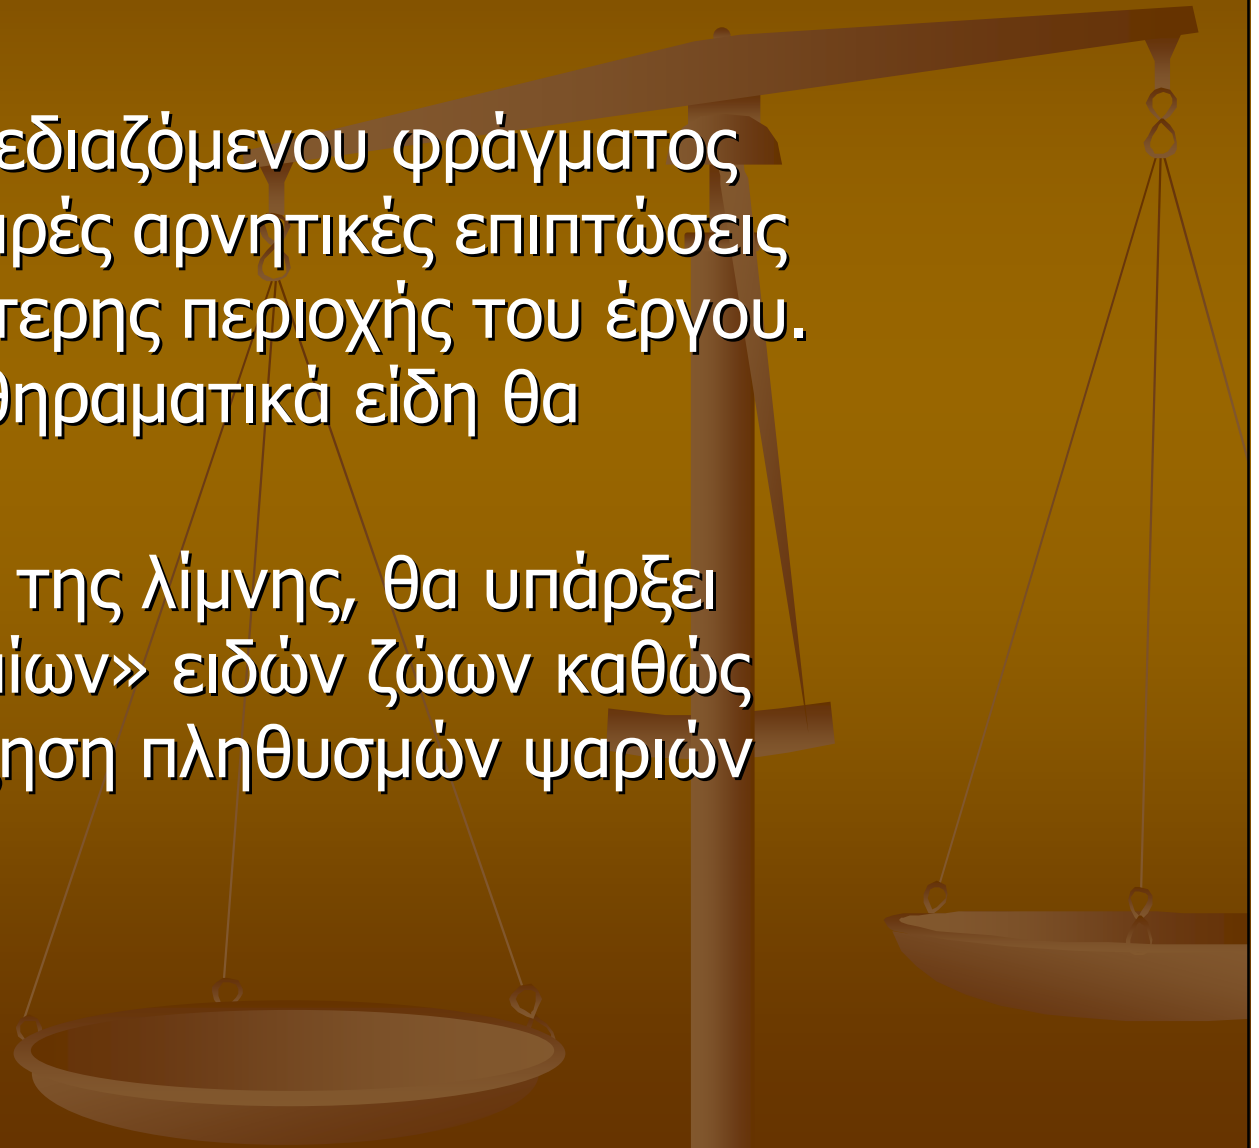 εδιαζόμενου φράγματος
ρές αρνητικές επιπτώσεις
τερης περιοχής του έργου.
θηραματικά είδη θα
της λίμνης, θα υπάρξει
ίων» ειδών ζώων καθώς
ηση πληθυσμών ψαριών